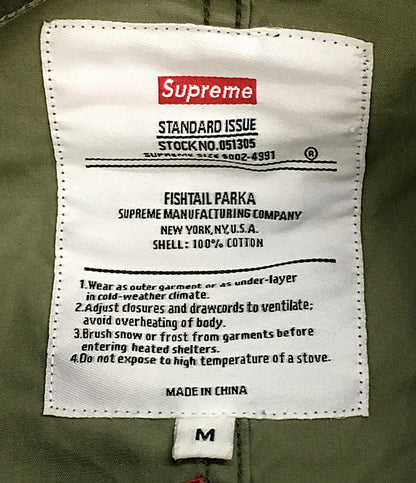 Supreme
STANDARD ISSUE
STOCK NO. 051305
SUPREME SIZE 8002-4991 ®
FISHTAIL PARKA
SUPREME MANUFACTURING COMPANY
NEW YORK, NY, U.S.A.
SHELL: 100% COTTON
1.Wear as outer garment or as under-layer
in cold-weather climate.
2.Adjust closures and drawcords to ventilate;
avoid overheating of body.
3.Brush snow or frost from garments before
entering heated shelters.
4.Do not expose to high temperature of a stove.
MADE IN CHINA
M